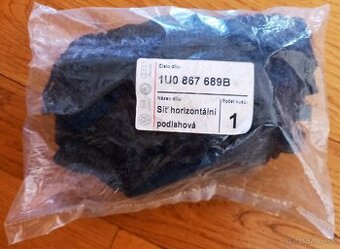 Číslo dílu:
1U0 867 689B
Název dílu:
Počet kusů:
Síť horizontální
podlahová
1